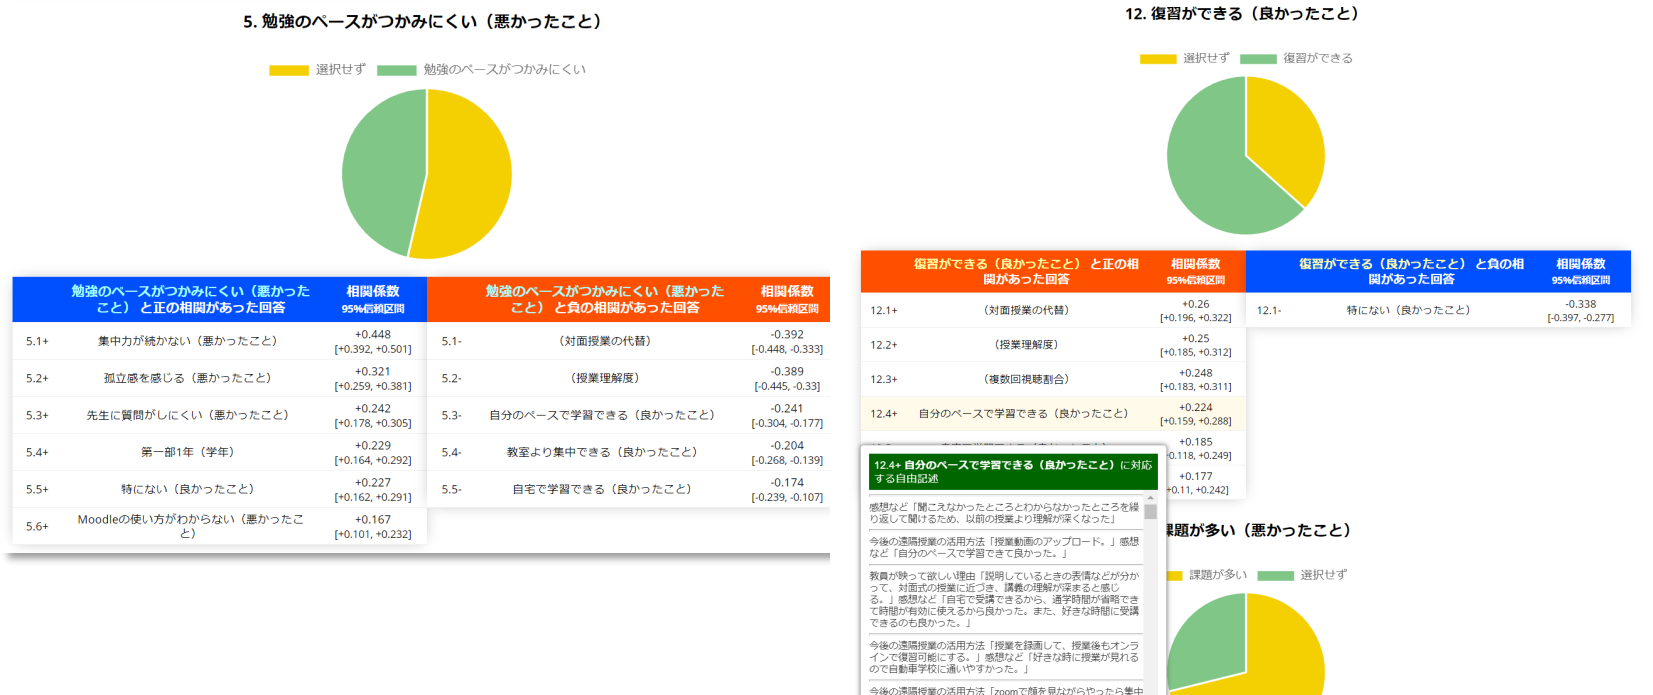 5. 勉強のペースがつかみにくい（悪かったこと）
選択せず 勉強のペースがつかみにくい
勉強のペースがつかみにくい（悪かった
こと） と正の相関があった回答
相関係数
95%信頼区間
5.1+ 集中力が続かない（悪かったこと） +0.448
[+0.392, +0.501]
5.2+ 孤立感を感じる（悪かったこと） +0.321
[+0.259, +0.381]
5.3+ 先生に質問がしにくい（悪かったこと） +0.242
[+0.178, +0.305]
5.4+ 第一部1年（学年） +0.229
[+0.164, +0.292]
5.5+ 特にない（良かったこと） +0.227
[+0.162, +0.291]
5.6+ Moodleの使い方がわからない（悪かったこ
と） +0.167
[+0.101, +0.232]
勉強のペースがつかみにくい（悪かった
こと） と負の相関があった回答
相関係数
95%信頼区間
5.1- （対面授業の代替） -0.392
[-0.448, -0.333]
5.2- （授業理解度） -0.389
[-0.445, -0.33]
5.3- 自分のペースで学習できる（良かったこと） -0.241
[-0.304, -0.177]
5.4- 教室より集中できる（良かったこと） -0.204
[-0.268, -0.139]
5.5- 自宅で学習できる（良かったこと） -0.174
[-0.239, -0.107]
12. 復習ができる（良かったこと）
選択せず 復習ができる
復習ができる（良かったこと） と正の相
関があった回答
相関係数
95%信頼区間
12.1+ （対面授業の代替） +0.26
[+0.196, +0.322]
12.2+ （授業理解度） +0.25
[+0.185, +0.312]
12.3+ （複数回視聴割合） +0.248
[+0.183, +0.311]
12.4+ 自分のペースで学習できる（良かったこと） +0.224
[+0.159, +0.288]
+0.185
-0.118, +0.249]
+0.177
+0.11, +0.242]
復習ができる（良かったこと） と負の相
関があった回答
相関係数
95%信頼区間
12.1- 特にない（良かったこと） -0.338
[-0.397, -0.277]
12.4+ 自分のペースで学習できる（良かったこと）に対応
する自由記述
感想など「聞こえなかったところとわからなかったところを繰
り返して聞けるため、以前の授業より理解が深くなった」
今後の遠隔授業の活用方法「授業動画のアップロード。」感想
など「自分のペースで学習できて良かった。」
教員が映って欲しい理由「説明しているときの表情などが分か
って、対面式の授業に近づき、講義の理解が深まると感じ
る。」感想など「自宅で受講できるから、通学時間が省略でき
て時間が有効に使えるから良かった。また、好きな時間に受講
できるのも良かった。」
今後の遠隔授業の活用方法「授業を録画して、授業後もオンラ
インで復習可能にする。」感想など「好きな時に授業が見れる
ので自動車学校に通いやすかった。」
今後の遠隔授業の活用方法「zoomで顔を見ながらやったら集中
課題が多い（悪かったこと）
課題が多い 選択せず